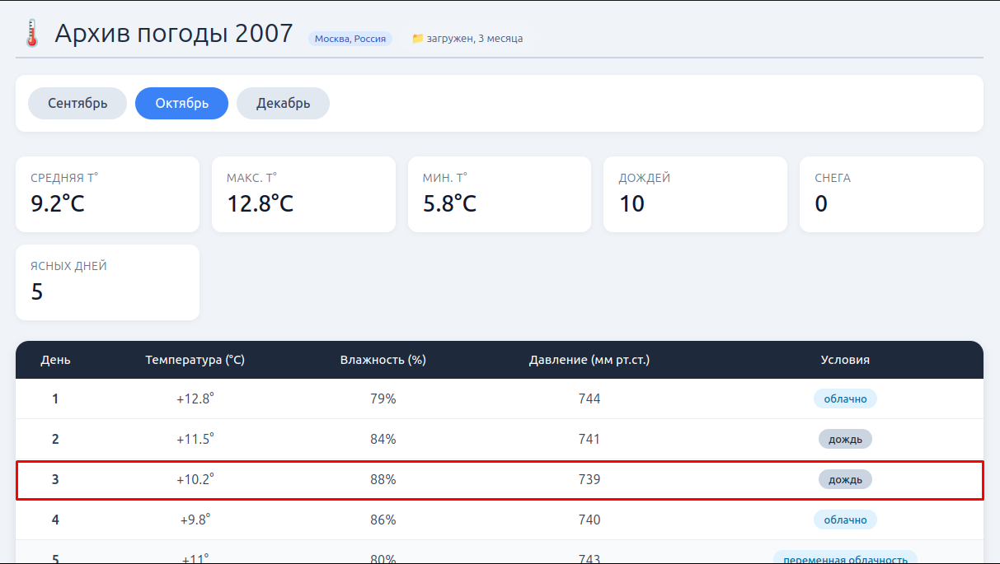 Архив погоды 2007 Москва, Россия 📁 загружен, 3 месяца
Сентябрь Октябрь Декабрь
СРЕДНЯЯ T° МАКС. T° МИН. T° ДОЖДЕЙ СНЕГА
9.2°C 12.8°C 5.8°C 10 0
ЯСНЫХ ДНЕЙ
5
День Температура (°C) Влажность (%) Давление (мм рт.ст.) Условия
1 +12.8° 79% 744 облачно
2 +11.5° 84% 741 дождь
3 +10.2° 88% 739 дождь
4 +9.8° 86% 740 облачно
5 +11° 80% 743 переменная облачность